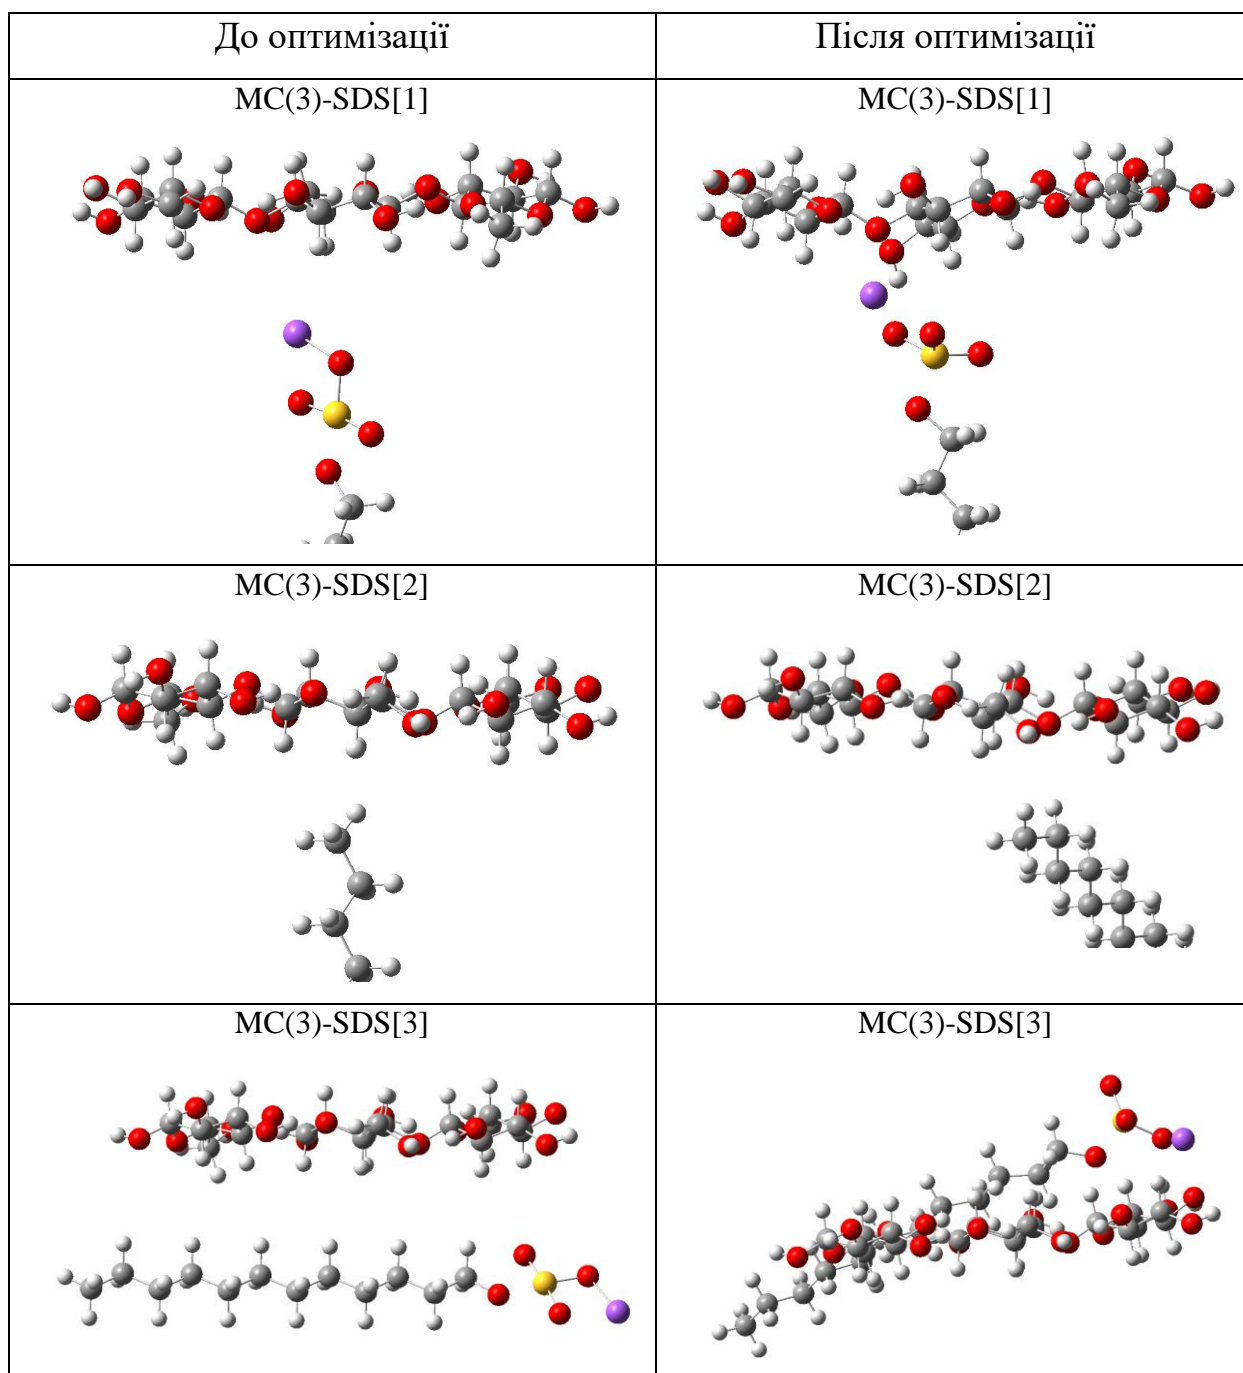 До оптимізації
Після оптимізації
MC(3)-SDS[1]
MC(3)-SDS[1]
MC(3)-SDS[2]
MC(3)-SDS[2]
MC(3)-SDS[3]
MC(3)-SDS[3]